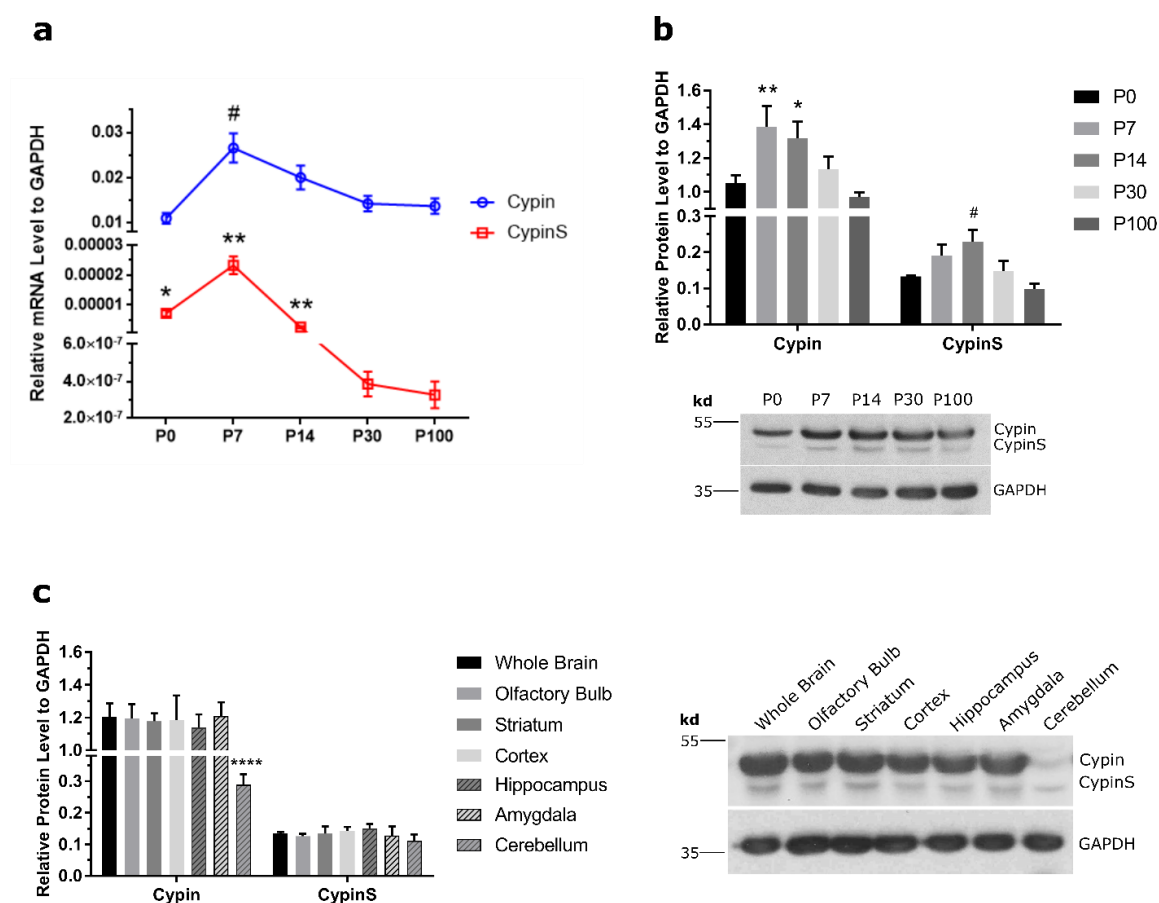 a
Relative mRNA Level to GAPDH
0.03
0.02
0.01
0.00003
0.00002
0.00001
6.0×10-7
4.0×10-7
2.0×10-7
#
*
**
**
P0 P7 P14 P30 P100
Cypin
CypinS
b
Relative Protein Level to GAPDH
1.6
1.4
1.2
1.0
0.3
0.2
0.1
0.0
**
*
#
Cypin CypinS
P0
P7
P14
P30
P100
kd P0 P7 P14 P30 P100
55
Cypin
CypinS
35
GAPDH
c
Relative Protein Level to GAPDH
1.6
1.4
1.2
1.0
0.3
0.2
0.1
0.0
****
Cypin CypinS
Whole Brain
Olfactory Bulb
Striatum
Cortex
Hippocampus
Amygdala
Cerebellum
kd
Whole Brain
Olfactory Bulb
Striatum
Cortex
Hippocampus
Amygdala
Cerebellum
55
Cypin
CypinS
35
GAPDH